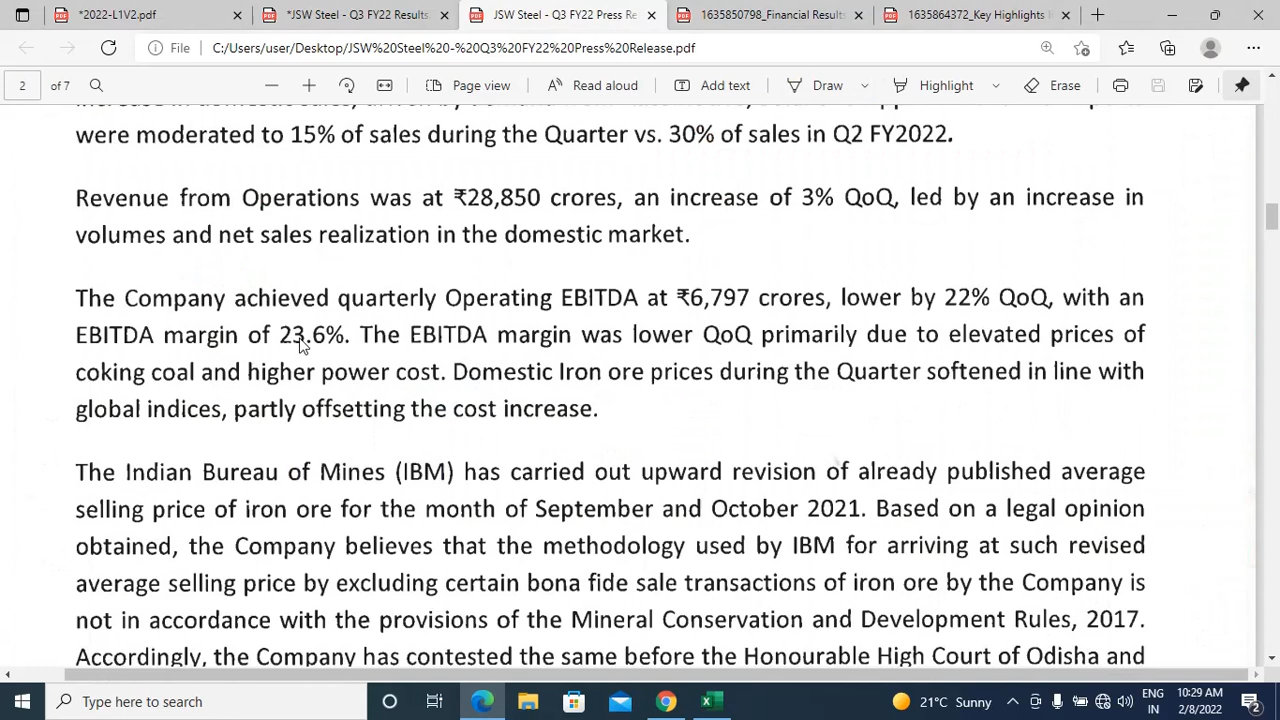 *2022-L1V2.pdf
*JSW Steel - Q3 FY22 Results.
JSW Steel - Q3 FY22 Press Re
1635850798_Financial Results
1635864372_Key Highlights
File
C:/Users/user/Desktop/JSW%20Steel%20-%20Q3%20FY22%20Press%20Release.pdf
2 of 7
Page view
Read aloud
Add text
Draw
Highlight
Erase
were moderated to 15% of sales during the Quarter vs. 30% of sales in Q2 FY2022.
Revenue from Operations was at ₹28,850 crores, an increase of 3% QoQ, led by an increase in
volumes and net sales realization in the domestic market.
The Company achieved quarterly Operating EBITDA at ₹6,797 crores, lower by 22% QoQ, with an
EBITDA margin of 23.6%. The EBITDA margin was lower QoQ primarily due to elevated prices of
coking coal and higher power cost. Domestic Iron ore prices during the Quarter softened in line with
global indices, partly offsetting the cost increase.
The Indian Bureau of Mines (IBM) has carried out upward revision of already published average
selling price of iron ore for the month of September and October 2021. Based on a legal opinion
obtained, the Company believes that the methodology used by IBM for arriving at such revised
average selling price by excluding certain bona fide sale transactions of iron ore by the Company is
not in accordance with the provisions of the Mineral Conservation and Development Rules, 2017.
Accordingly, the Company has contested the same before the Honourable High Court of Odisha and
Type here to search
21°C Sunny
ENG
IN
10:29 AM
2/8/2022
2